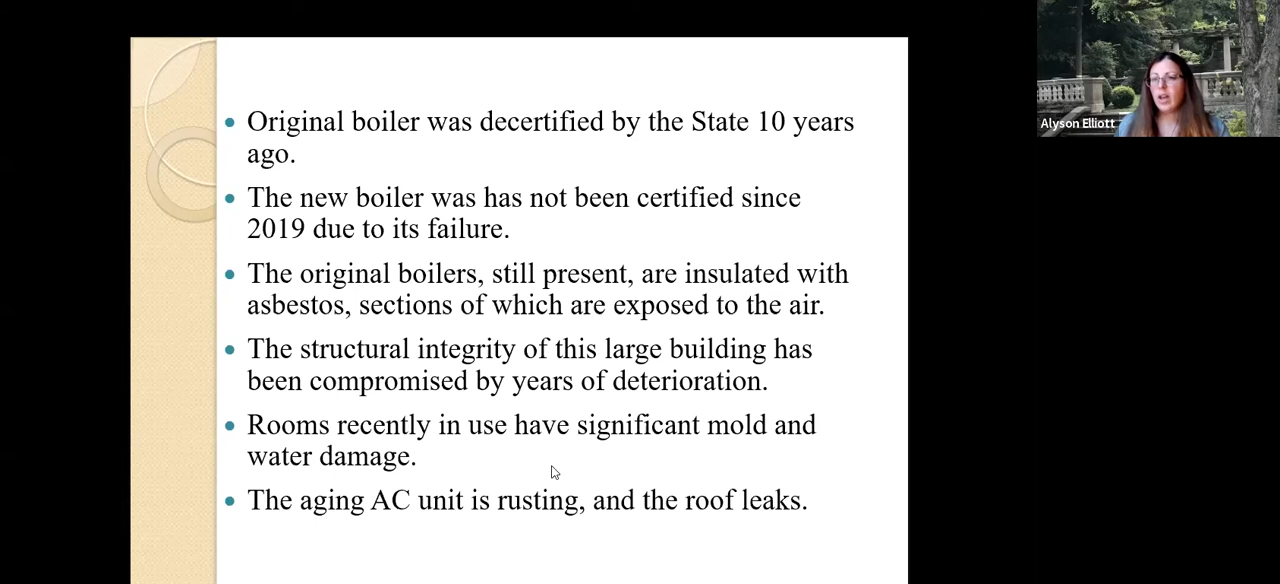 Original boiler was decertified by the State 10 years
ago.
The new boiler was has not been certified since
2019 due to its failure.
The original boilers, still present, are insulated with
asbestos, sections of which are exposed to the air.
The structural integrity of this large building has
been compromised by years of deterioration.
Rooms recently in use have significant mold and
water damage.
The aging AC unit is rusting, and the roof leaks.
Alyson Elliott